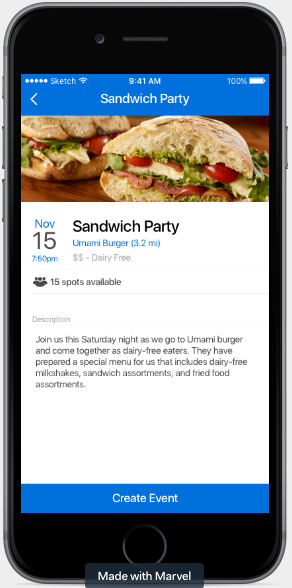 ●●●●● Sketch 9:41 AM 100%
Sandwich Party
Nov
15
7:50pm
Sandwich Party
Umami Burger (3.2 mi)
$$ - Dairy Free
15 spots available
Description
Join us this Saturday night as we go to Umami burger
and come together as dairy-free eaters. They have
prepared a special menu for us that includes dairy-free
milkshakes, sandwich assortments, and fried food
assortments.
Create Event
Made with Marvel